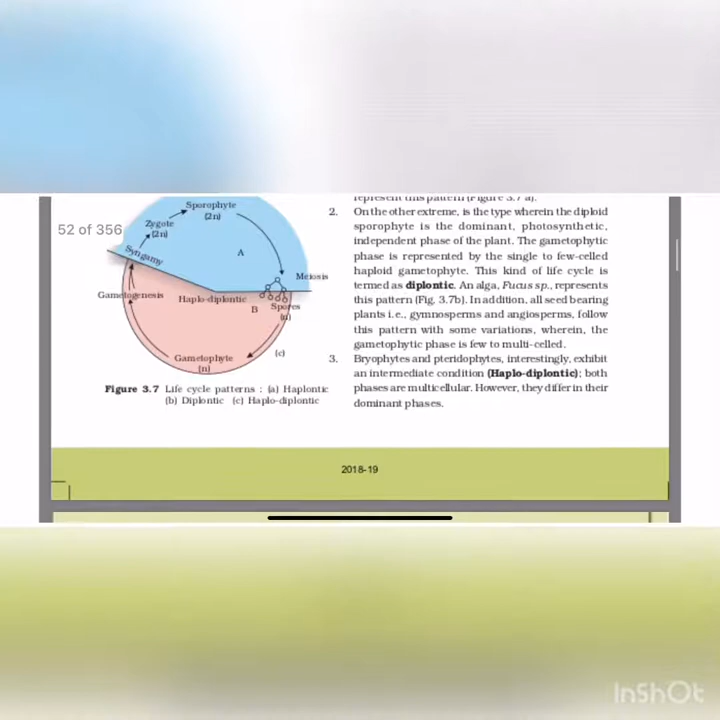 52 of 356
Sporophyte
(2n)
Zygote
(2n)
Syngamy
A
Meiosis
Gametogenesis
Haplo-diplontic
B
Spores
(n)
Gametophyte
(n)
(c)
Figure 3.7 Life cycle patterns : (a) Haplontic
(b) Diplontic (c) Haplo-diplontic
represent this pattern (Figure 3.7 a).
2. On the other extreme, is the type wherein the diploid
sporophyte is the dominant, photosynthetic,
independent phase of the plant. The gametophytic
phase is represented by the single to few-celled
haploid gametophyte. This kind of life cycle is
termed as diplontic. An alga, Fucus sp., represents
this pattern (Fig. 3.7b). In addition, all seed bearing
plants i.e., gymnosperms and angiosperms, follow
this pattern with some variations, wherein, the
gametophytic phase is few to multi-celled.
3. Bryophytes and pteridophytes, interestingly, exhibit
an intermediate condition (Haplo-diplontic); both
phases are multicellular. However, they differ in their
dominant phases.
2018-19
InShOt